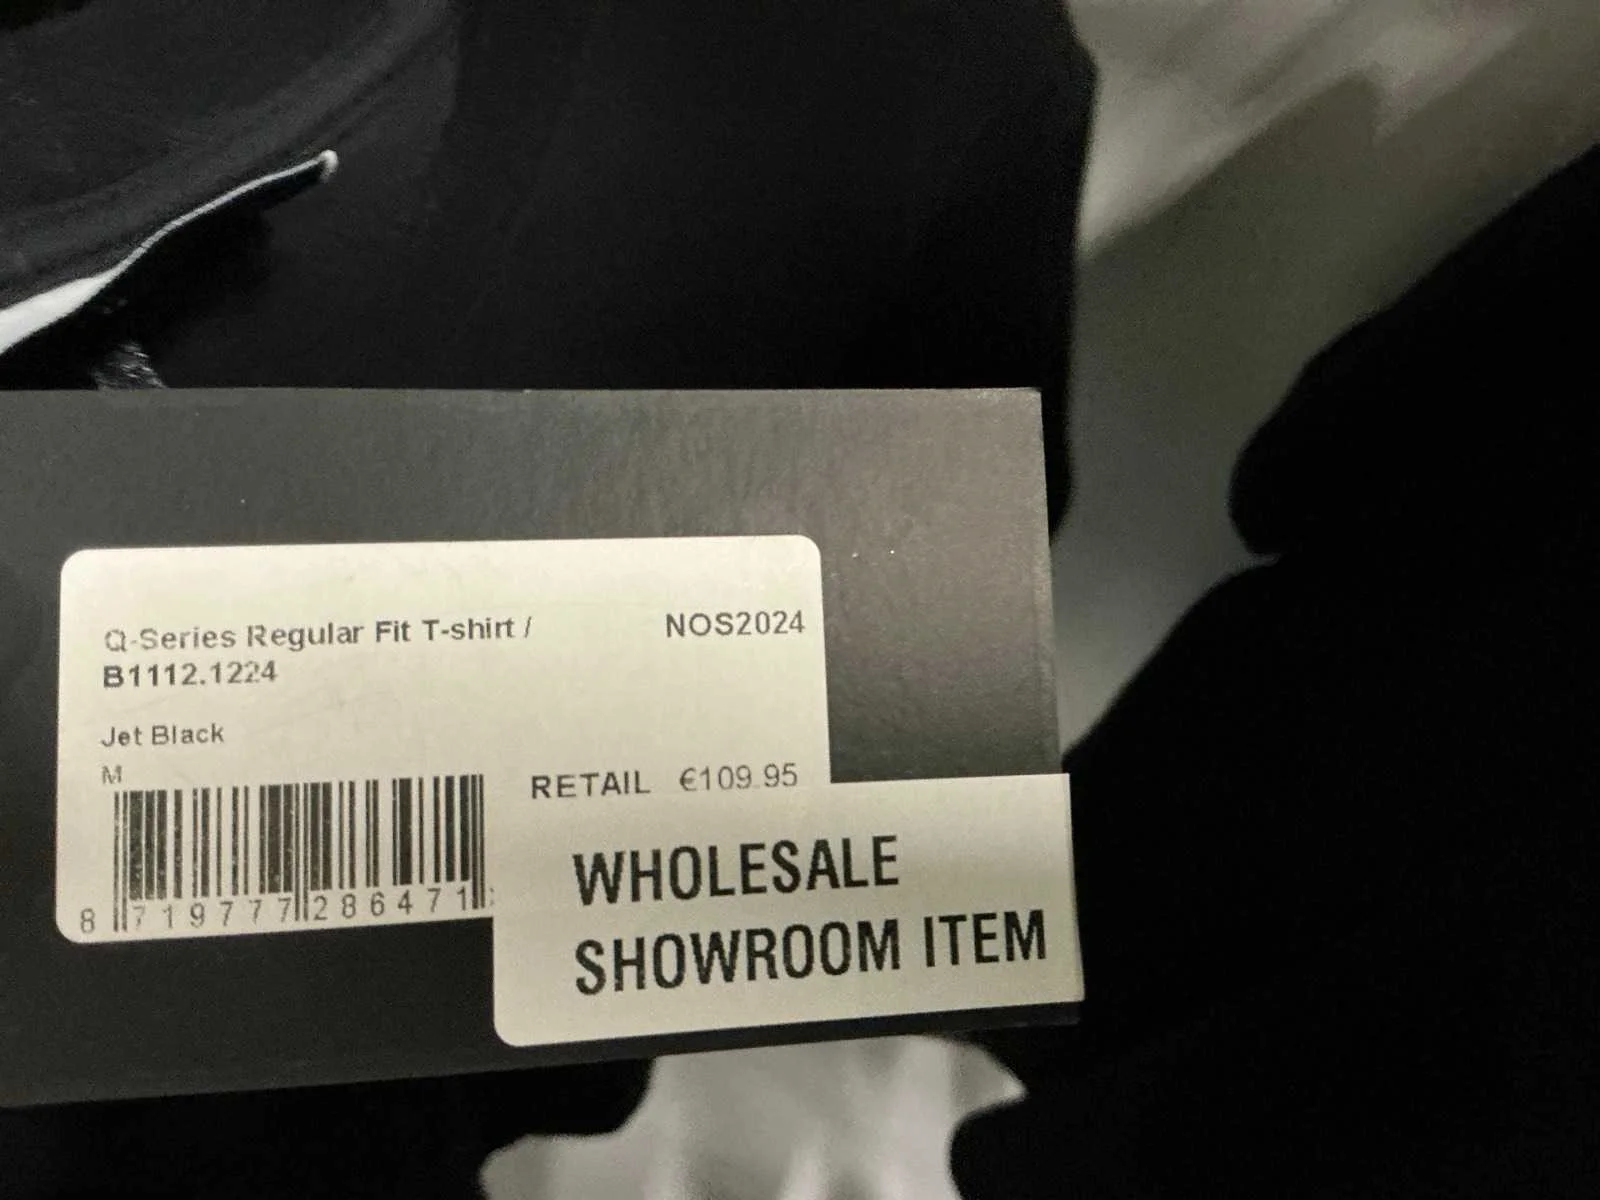 Q-Series Regular Fit T-shirt / NOS2024
B1112.1224
Jet Black
M
RETAIL €109.95
8 719777 286471
WHOLESALE
SHOWROOM ITEM